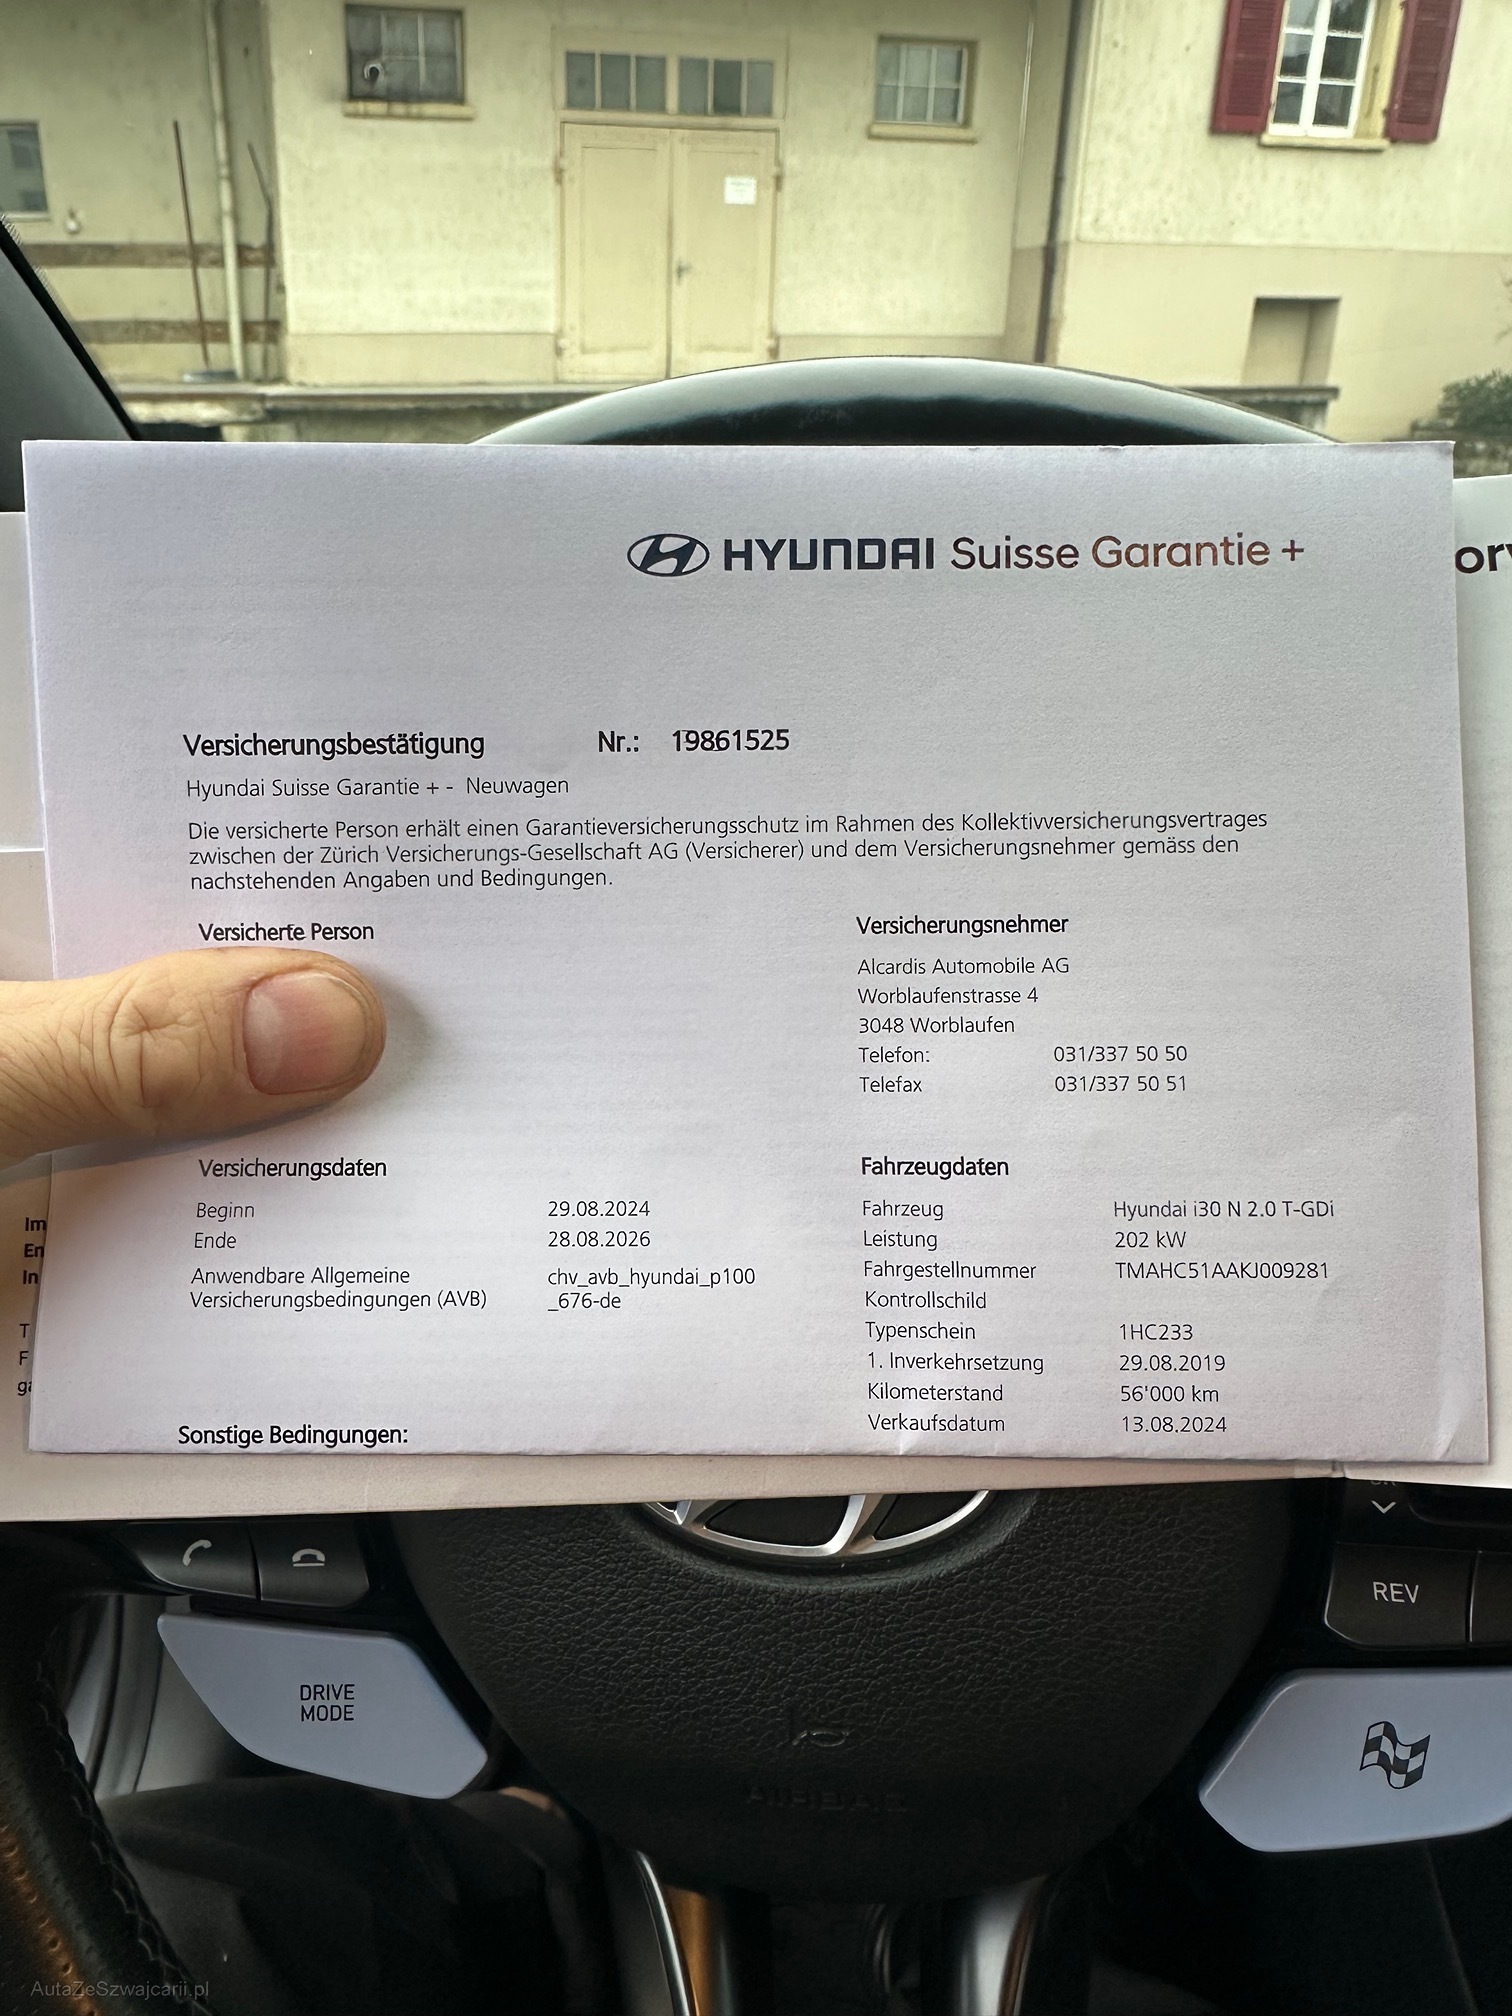 HYUNDAI Suisse Garantie +
Versicherungsbestätigung Nr.: 19861525
Hyundai Suisse Garantie + - Neuwagen
Die versicherte Person erhält einen Garantieversicherungsschutz im Rahmen des Kollektivversicherungsvertrages
zwischen der Zürich Versicherungs-Gesellschaft AG (Versicherer) und dem Versicherungsnehmer gemäss den
nachstehenden Angaben und Bedingungen.
Versicherte Person
Versicherungsnehmer
Alcardis Automobile AG
Worblaufenstrasse 4
3048 Worblaufen
Telefon: 031/337 50 50
Telefax 031/337 50 51
Versicherungsdaten
Beginn 29.08.2024
Ende 28.08.2026
Anwendbare Allgemeine chv_avb_hyundai_p100
Versicherungsbedingungen (AVB) _676-de
Fahrzeugdaten
Fahrzeug Hyundai i30 N 2.0 T-GDi
Leistung 202 kW
Fahrgestellnummer TMAHC51AAKJ009281
Kontrollschild
Typenschein 1HC233
1. Inverkehrsetzung 29.08.2019
Kilometerstand 56'000 km
Verkaufsdatum 13.08.2024
Sonstige Bedingungen:
REV
DRIVE
MODE
AIRBAG
AutaZeSzwajcarii.pl